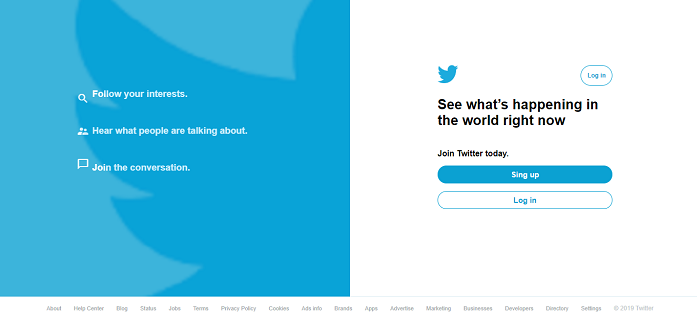 Follow your interests.
Hear what people are talking about.
Join the conversation.
Log in
See what's happening in
the world right now
Join Twitter today.
Sing up
Log in
About Help Center Blog Status Jobs Terms Privacy Policy Cookies Ads info Brands Apps Advertise Marketing Businesses Developers Directory Settings © 2019 Twitter